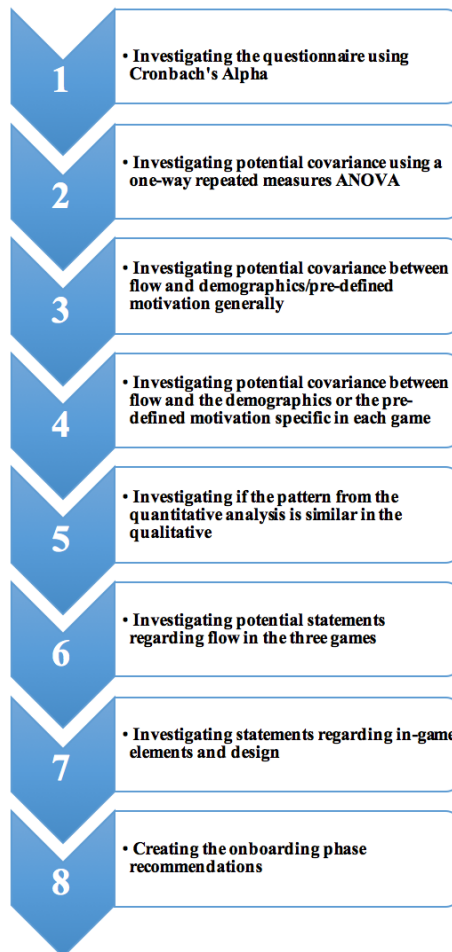 1
• Investigating the questionnaire using
Cronbach's Alpha
2
• Investigating potential covariance using a
one-way repeated measures ANOVA
3
• Investigating potential covariance between
flow and demographics/pre-defined
motivation generally
4
• Investigating potential covariance between
flow and the demographics or the pre-
defined motivation specific in each game
5
• Investigating if the pattern from the
quantitative analysis is similar in the
qualitative
6
• Investigating potential statements
regarding flow in the three games
7
• Investigating statements regarding in-game
elements and design
8
• Creating the onboarding phase
recommendations